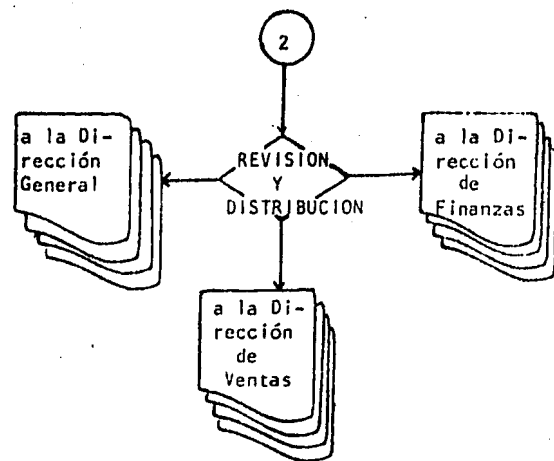 2
a la Di-
rección
General
REVISION
Y
DISTRIBUCION
a la Di-
rección
de
Finanzas
a la Di-
rección
de
Ventas